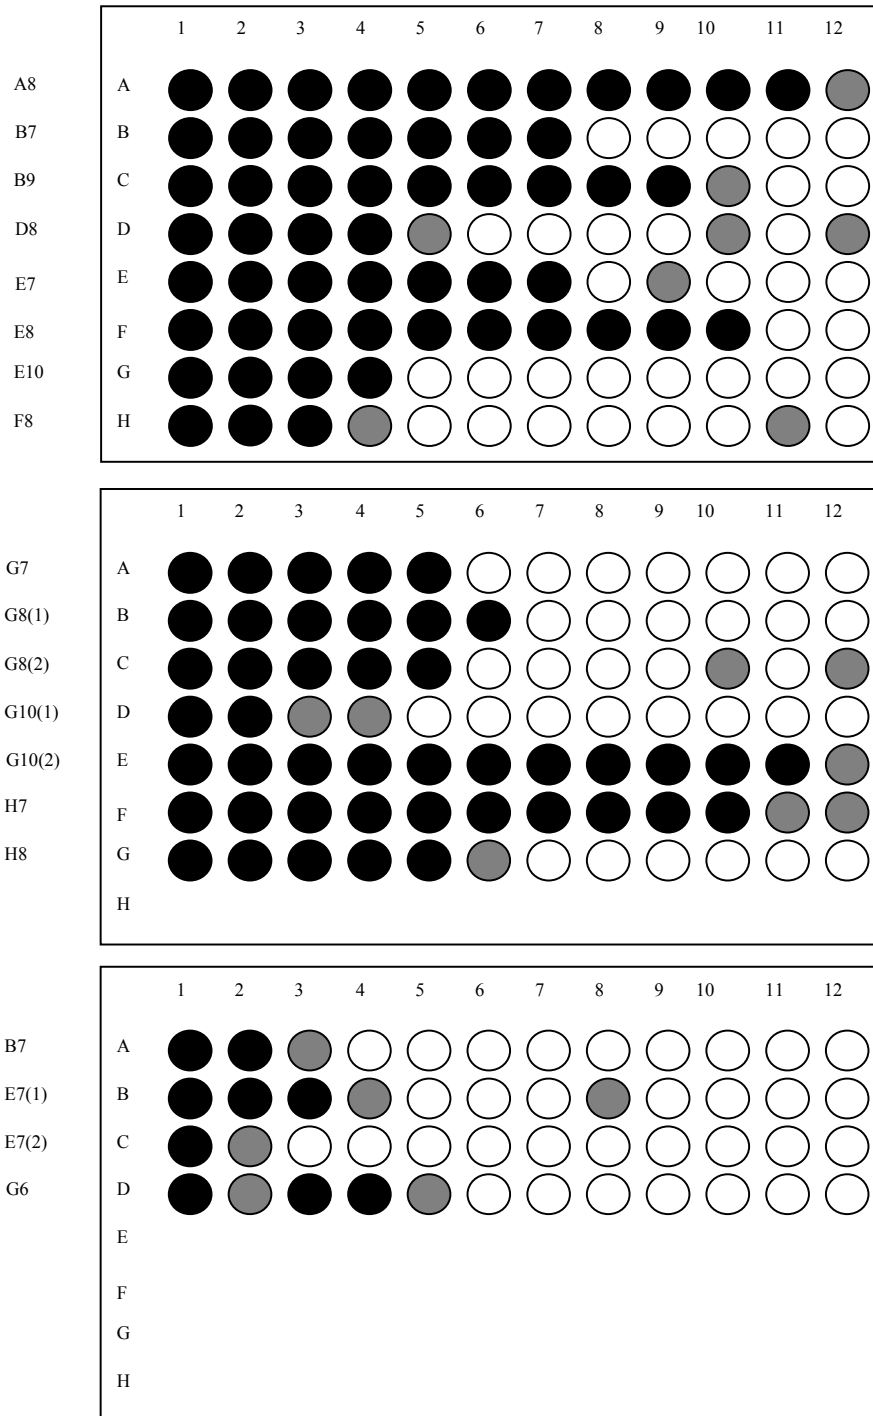 1 2 3 4 5 6 7 8 9 10 11 12
A8 A
B7 B
B9 C
D8 D
E7 E
E8 F
E10 G
F8 H
1 2 3 4 5 6 7 8 9 10 11 12
G7 A
G8(1) B
G8(2) C
G10(1) D
G10(2) E
H7 F
H8 G
H
1 2 3 4 5 6 7 8 9 10 11 12
B7 A
E7(1) B
E7(2) C
G6 D
E
F
G
H